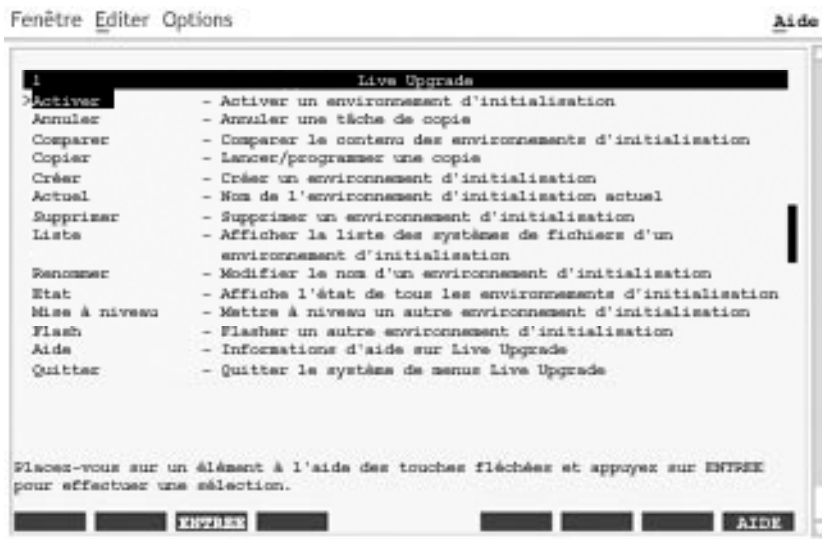 Fenêtre Editer Options Aide
1 Live Upgrade
>Activer - Activer un environnement d'initialisation
Annuler - Annuler une tâche de copie
Comparer - Comparer le contenu des environnements d'initialisation
Copier - Lancer/programmer une copie
Créer - Créer un environnement d'initialisation
Actuel - Nom de l'environnement d'initialisation actuel
Supprimer - Supprimer un environnement d'initialisation
Liste - Afficher la liste des systèmes de fichiers d'un
environnement d'initialisation
Renommer - Modifier le nom d'un environnement d'initialisation
Etat - Affiche l'état de tous les environnements d'initialisation
Mise à niveau - Mettre à niveau un autre environnement d'initialisation
Flash - Flasher un autre environnement d'initialisation
Aide - Informations d'aide sur Live Upgrade
Quitter - Quitter le système de menus Live Upgrade
Placez-vous sur un élément à l'aide des touches fléchées et appuyez sur ENTREE
pour effectuer une sélection.
ENTREE AIDE